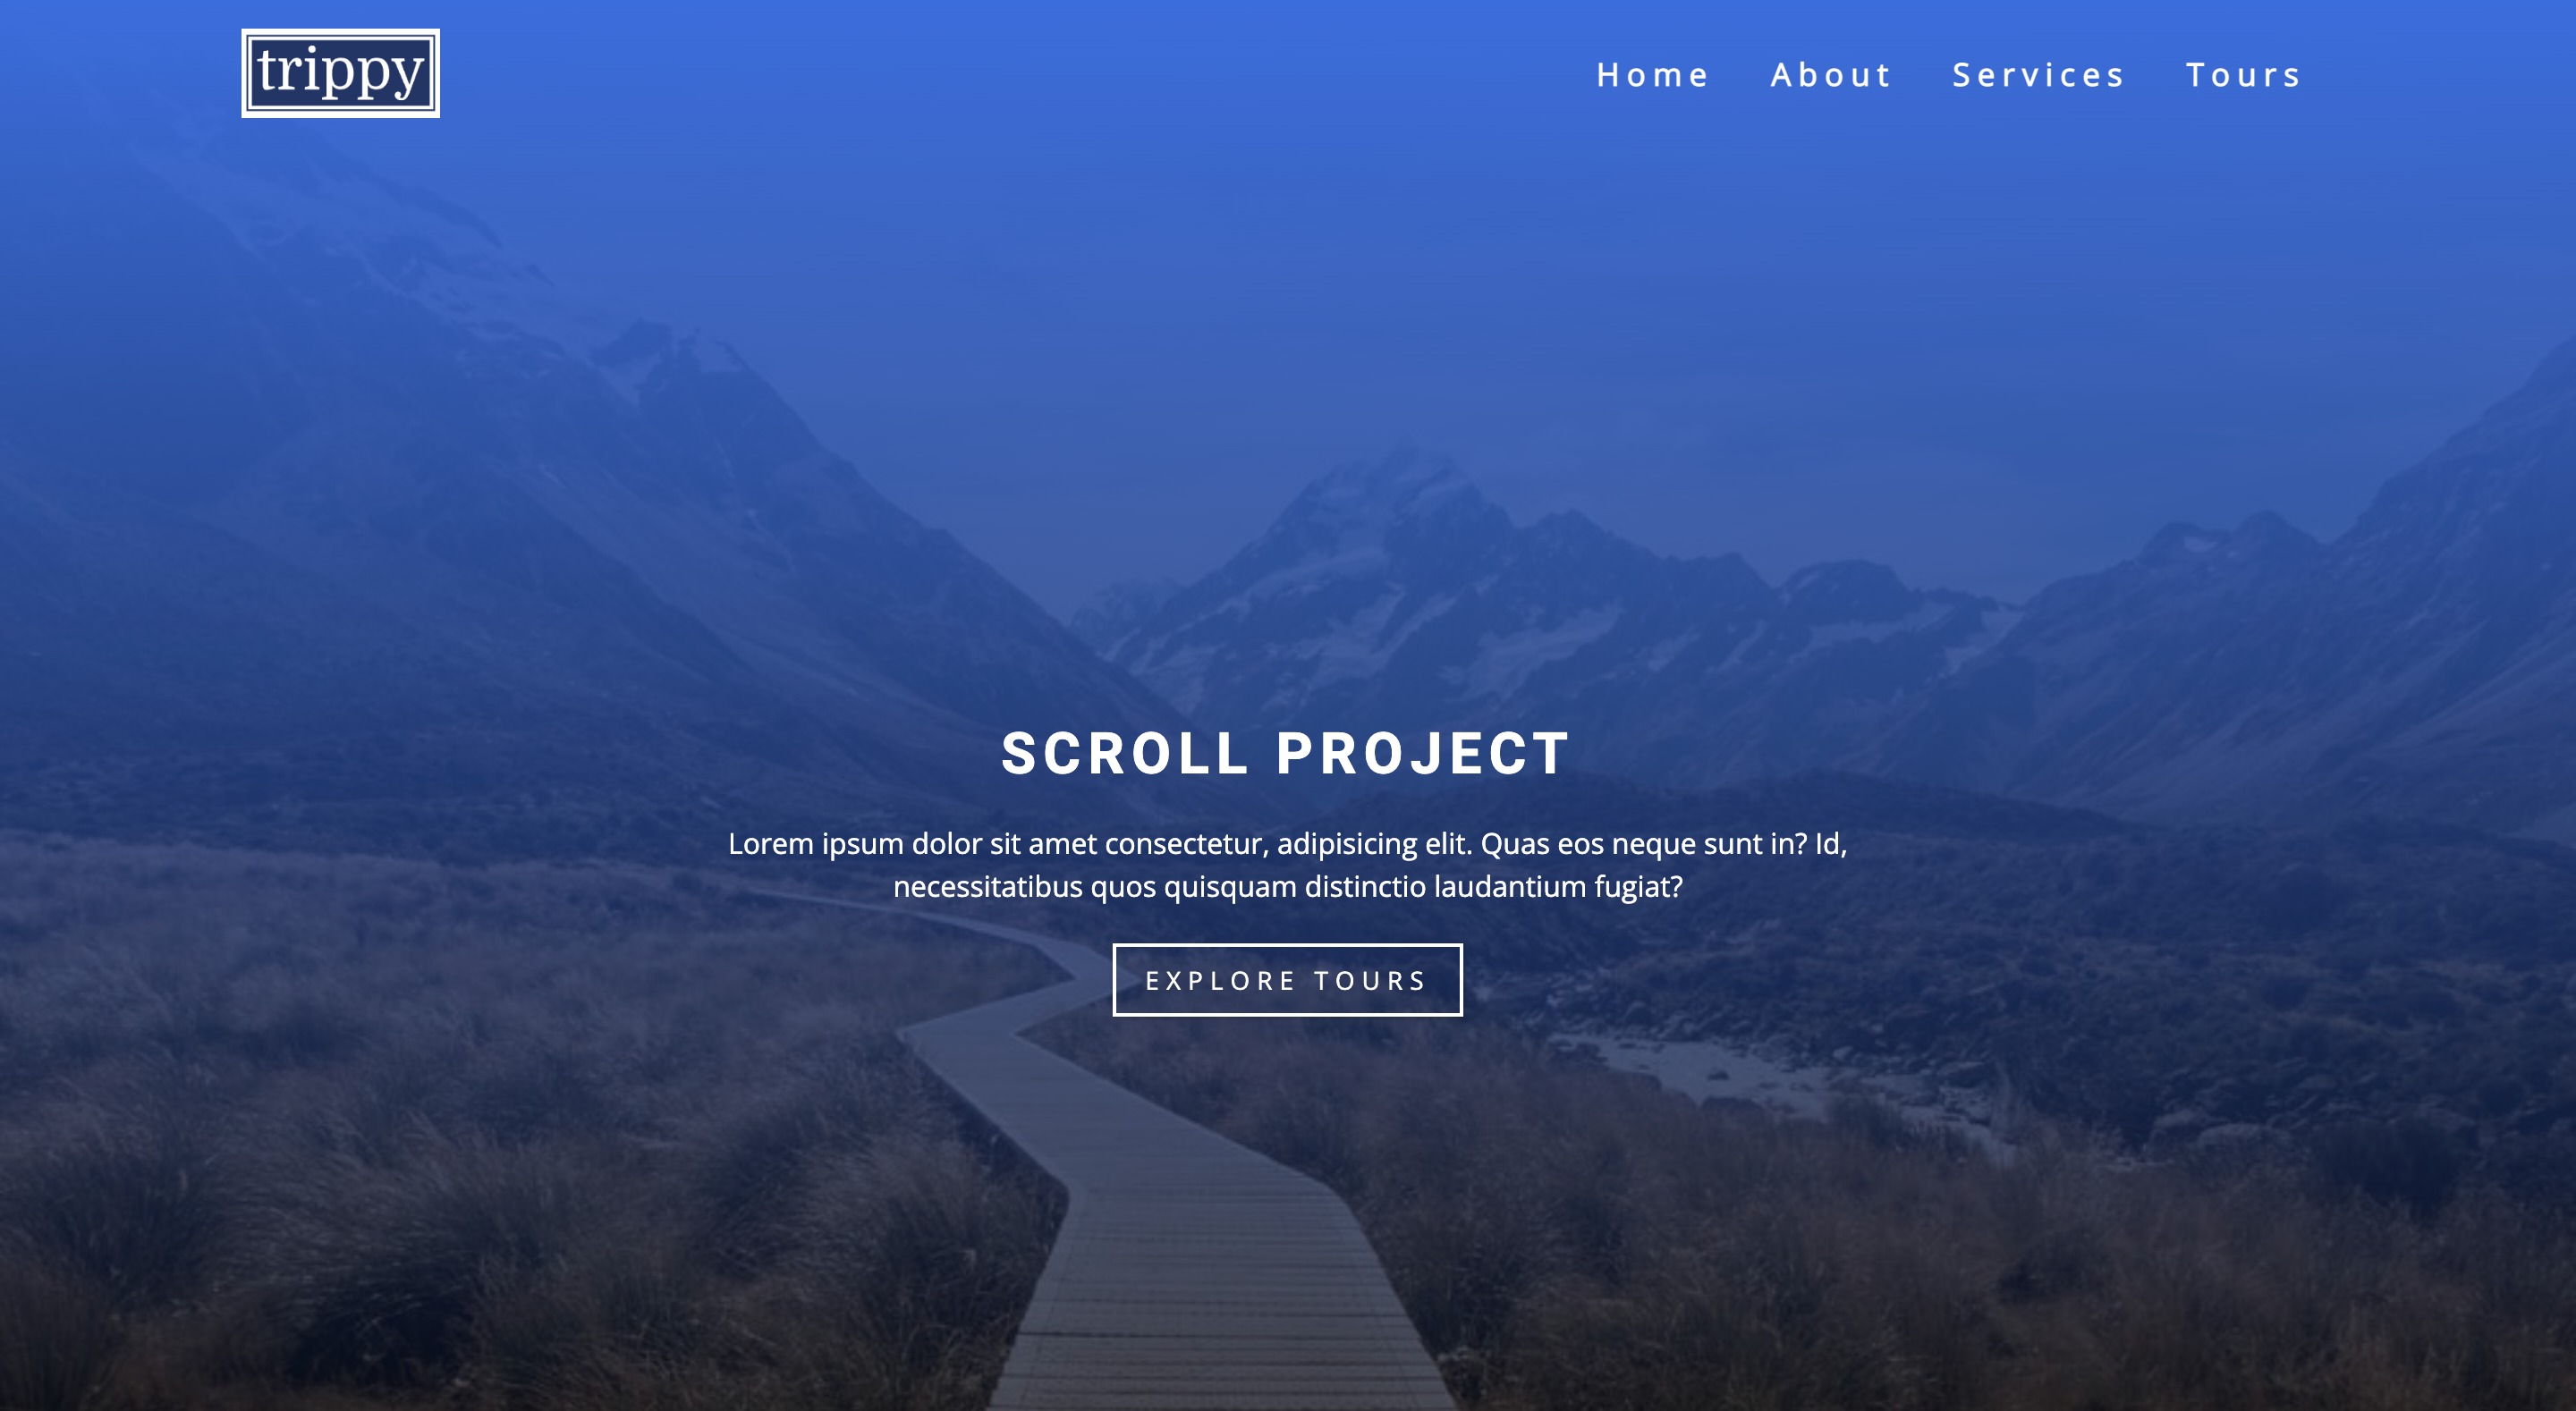 trippy
Home About Services Tours
SCROLL PROJECT
Lorem ipsum dolor sit amet consectetur, adipisicing elit. Quas eos neque sunt in? Id,
necessitatibus quos quisquam distinctio laudantium fugiat?
EXPLORE TOURS